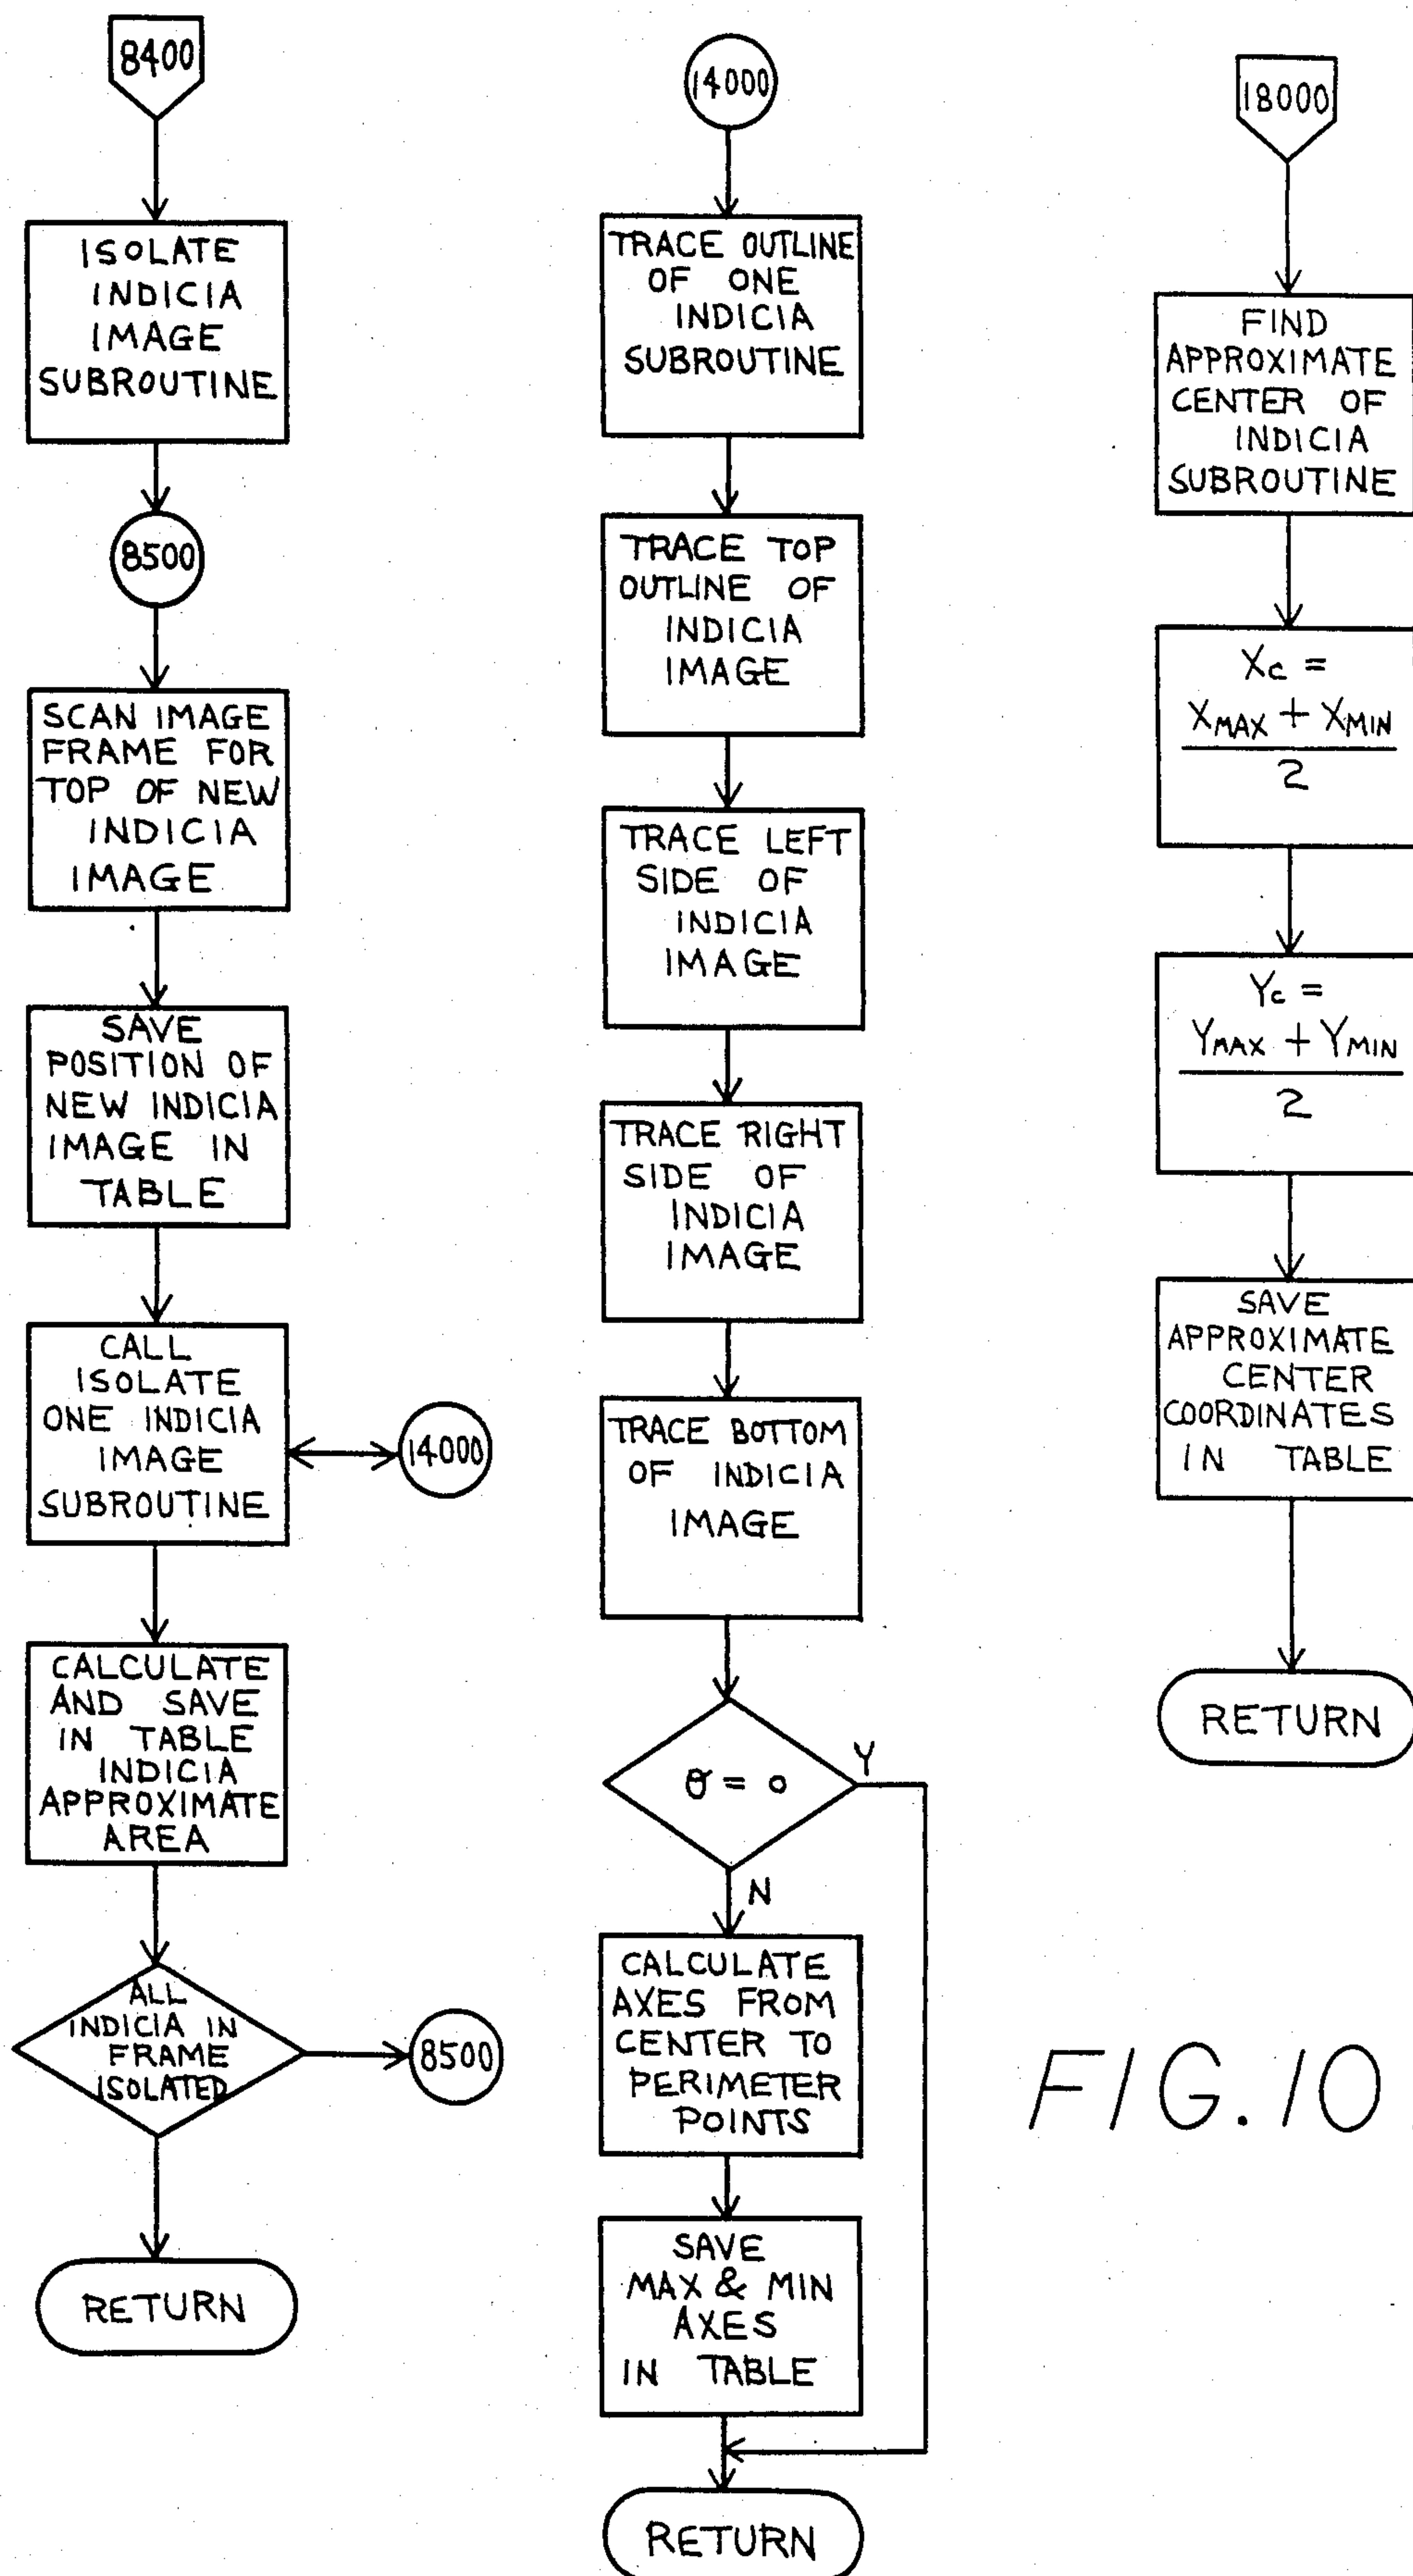 8400
ISOLATE
INDICIA
IMAGE
SUBROUTINE
8500
SCAN IMAGE
FRAME FOR
TOP OF NEW
INDICIA
IMAGE
SAVE
POSITION OF
NEW INDICIA
IMAGE IN
TABLE
CALL
ISOLATE
ONE INDICIA
IMAGE
SUBROUTINE
14000
CALCULATE
AND SAVE
IN TABLE
INDICIA
APPROXIMATE
AREA
ALL
INDICIA IN
FRAME
ISOLATED
8500
RETURN
14000
TRACE OUTLINE
OF ONE
INDICIA
SUBROUTINE
TRACE TOP
OUTLINE OF
INDICIA
IMAGE
TRACE LEFT
SIDE OF
INDICIA
IMAGE
TRACE RIGHT
SIDE OF
INDICIA
IMAGE
TRACE BOTTOM
OF INDICIA
IMAGE
θ = 0
Y
N
CALCULATE
AXES FROM
CENTER TO
PERIMETER
POINTS
SAVE
MAX & MIN
AXES
IN TABLE
RETURN
18000
FIND
APPROXIMATE
CENTER OF
INDICIA
SUBROUTINE
Xc =
XMAX + XMIN
2
Yc =
YMAX + YMIN
2
SAVE
APPROXIMATE
CENTER
COORDINATES
IN TABLE
RETURN
FIG. 10